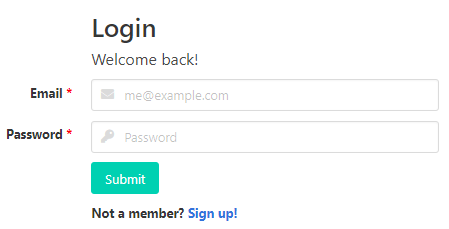 Login
Welcome back!
Email * me@example.com
Password * Password
Submit
Not a member? Sign up!